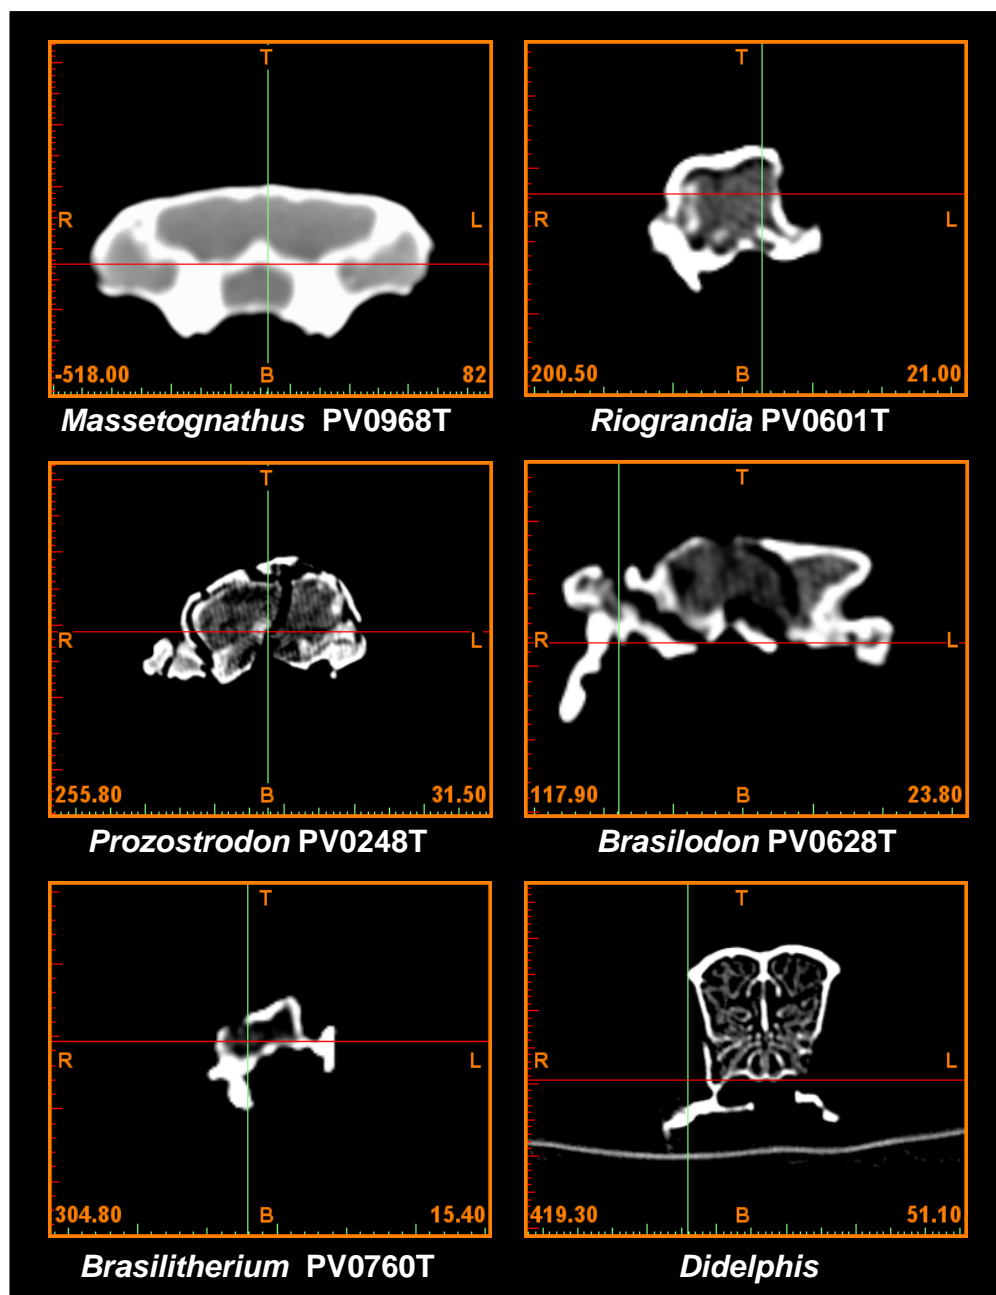 T
T
R
L
R
L
-518.00
B
82
200.50
B
21.00
Massetognathus PV0968T
Riograndia PV0601T
T
T
R
L
R
L
255.80
B
31.50
117.90
B
23.80
Prozostrodon PV0248T
Brasilodon PV0628T
T
T
R
L
R
L
304.80
B
15.40
419.30
B
51.10
Brasilitherium PV0760T
Didelphis